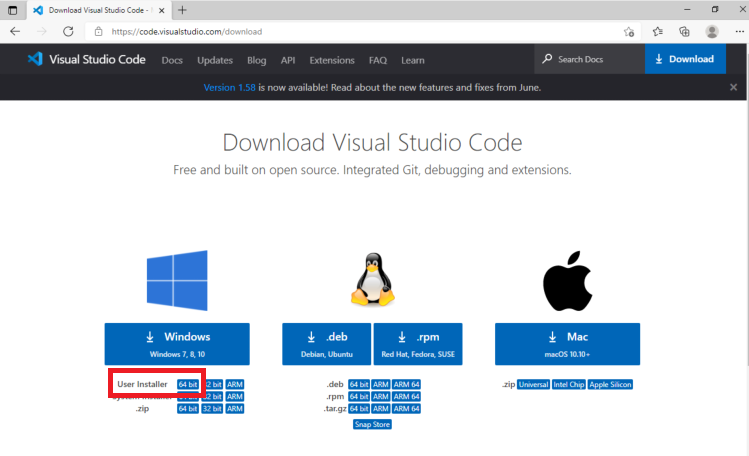 Download Visual Studio Code -
https://code.visualstudio.com/download
Visual Studio Code Docs Updates Blog API Extensions FAQ Learn Search Docs Download
Version 1.58 is now available! Read about the new features and fixes from June.
Download Visual Studio Code
Free and built on open source. Integrated Git, debugging and extensions.
Windows
Windows 7, 8, 10
User Installer 64 bit 32 bit ARM
System Installer 64 bit 32 bit ARM
.zip 64 bit 32 bit ARM
.deb
Debian, Ubuntu
.rpm
Red Hat, Fedora, SUSE
.deb 64 bit ARM ARM 64
.rpm 64 bit ARM ARM 64
.tar.gz 64 bit ARM ARM 64
Snap Store
Mac
macOS 10.10+
.zip Universal Intel Chip Apple Silicon